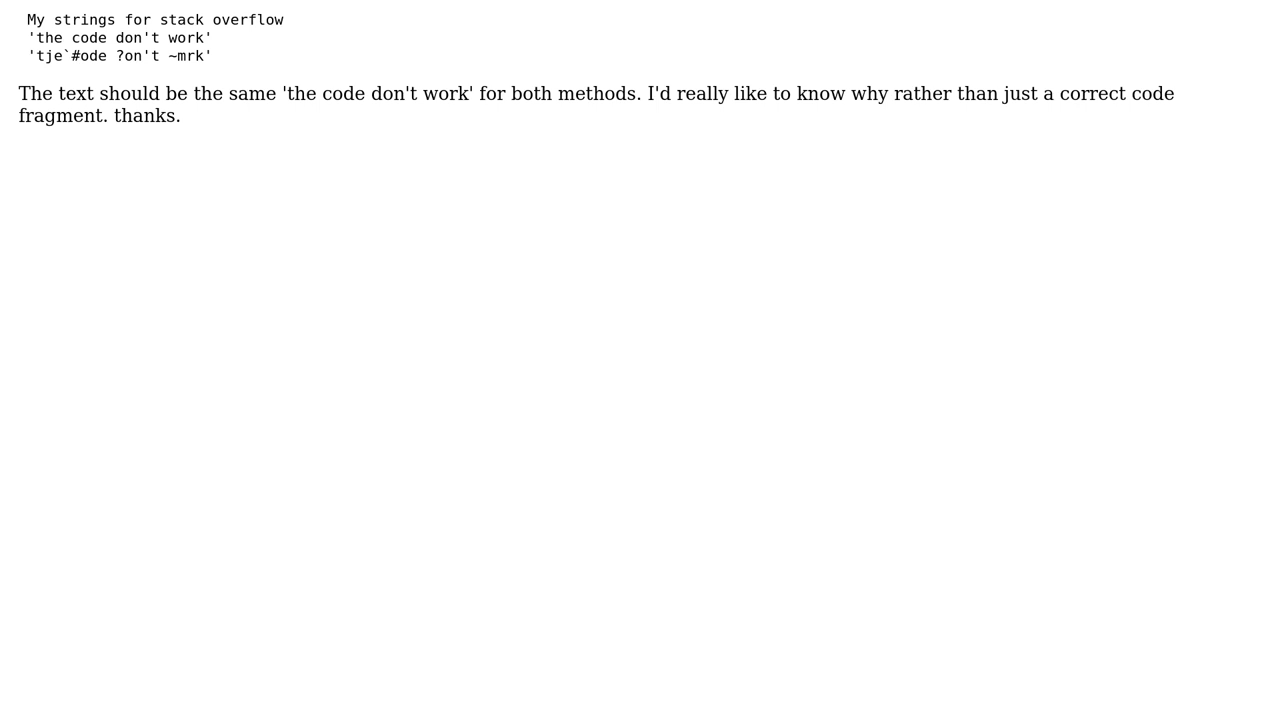 My strings for stack overflow
'the code don't work'
'tje`#ode ?on't ~mrk'
The text should be the same 'the code don't work' for both methods. I'd really like to know why rather than just a correct code
fragment. thanks.